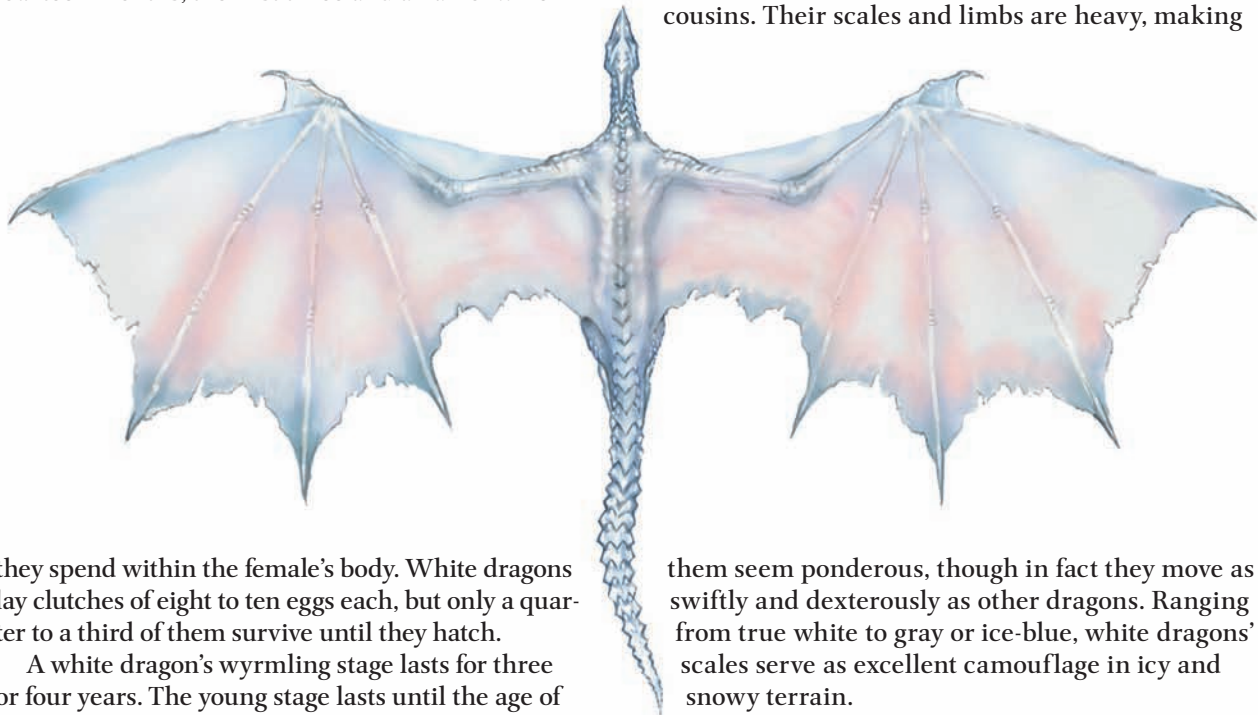 they spend within the female's body. White dragons
lay clutches of eight to ten eggs each, but only a quar-
ter to a third of them survive until they hatch.
A white dragon's wyrmling stage lasts for three
or four years. The young stage lasts until the age of
cousins. Their scales and limbs are heavy, making
them seem ponderous, though in fact they move as
swiftly and dexterously as other dragons. Ranging
from true white to gray or ice-blue, white dragons'
scales serve as excellent camouflage in icy and
snowy terrain.